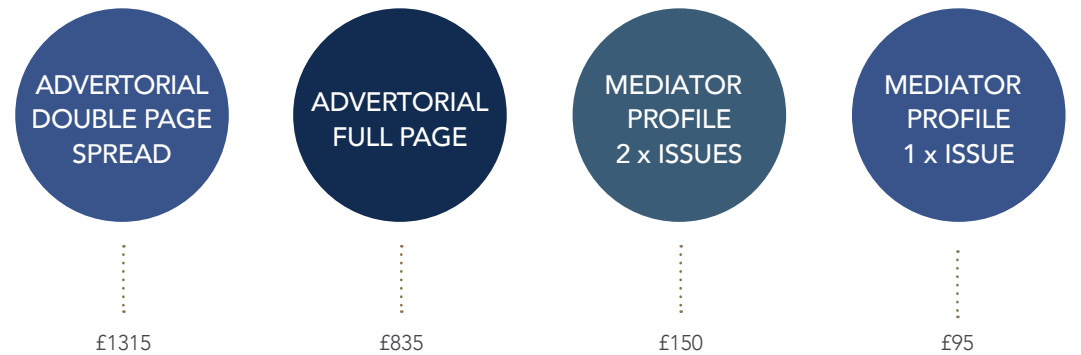 ADVERTORIAL
DOUBLE PAGE
SPREAD
ADVERTORIAL
FULL PAGE
MEDIATOR
PROFILE
2 x ISSUES
MEDIATOR
PROFILE
1 x ISSUE
£1315
£835
£150
£95